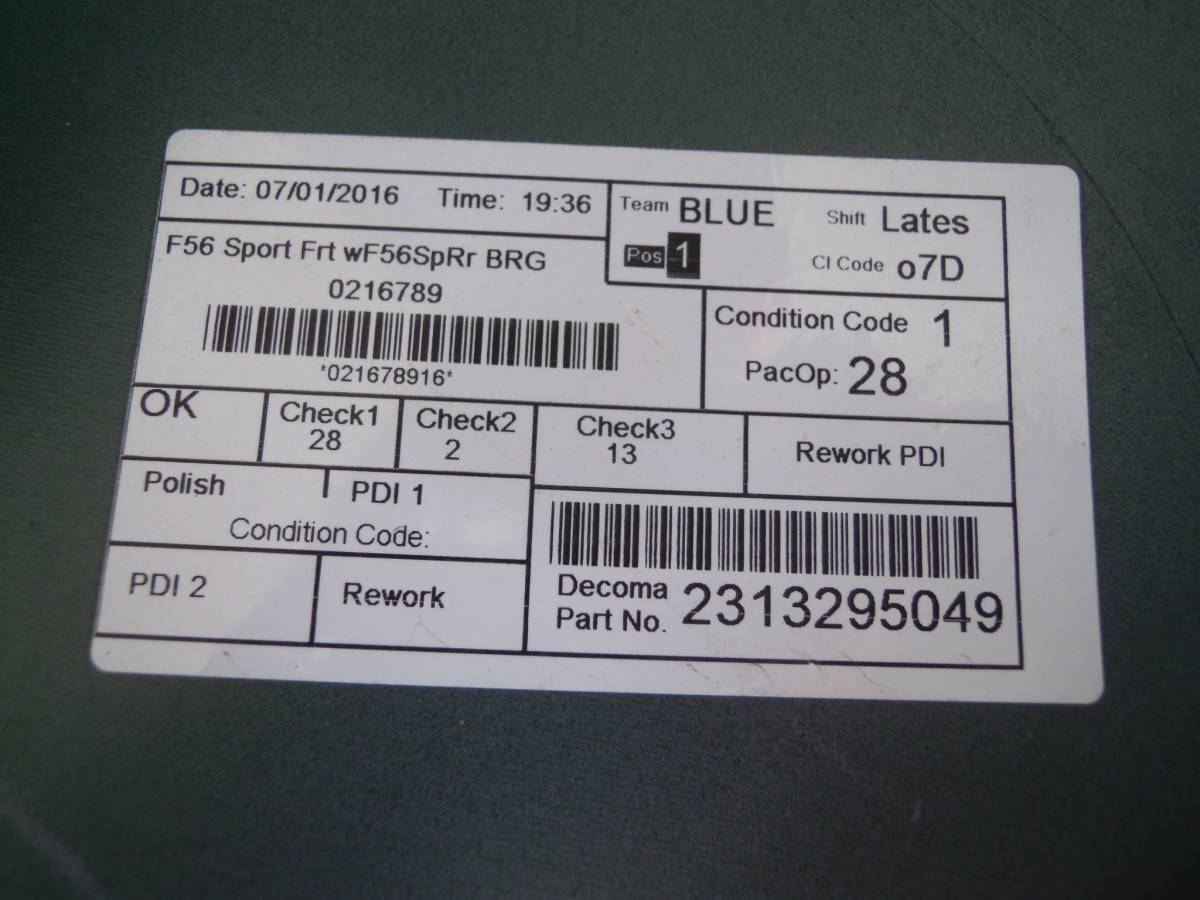 Date: 07/01/2016 Time: 19:36
Team BLUE Shift Lates
Pos 1 CI Code o7D
F56 Sport Frt wF56SpRr BRG
0216789
*021678916*
Condition Code 1
PacOp: 28
OK
Check1
28
Check2
2
Check3
13
Rework PDI
Polish PDI 1
Condition Code:
PDI 2 Rework
Decoma
Part No. 2313295049